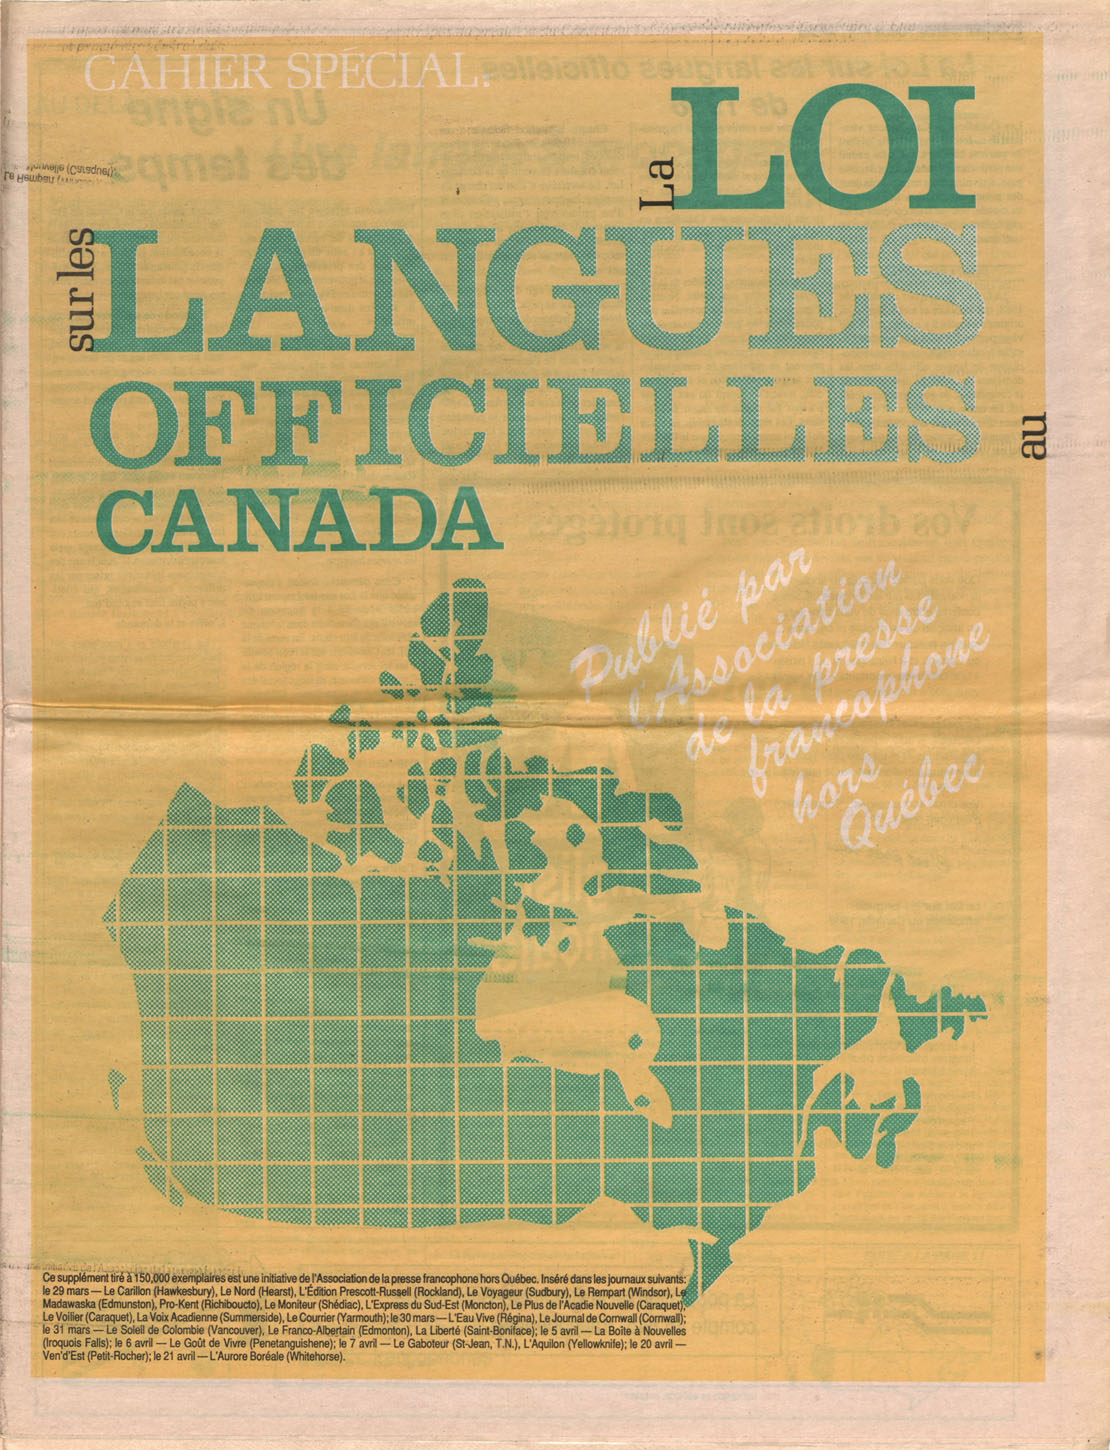 CAHIER SPÉCIAL.
La LOI
sur les LANGUES
OFFICIELLES au
CANADA
Publié par
l'Association
de la presse
francophone
hors
Québec
Nouvelle (Caraquet),
Le Rempart
Ce supplément tiré à 150,000 exemplaires est une initiative de l'Association de la presse francophone hors Québec. Inséré dans les journaux suivants:
le 29 mars — Le Carillon (Hawkesbury), Le Nord (Hearst), L'Édition Prescott-Russell (Rockland), Le Voyageur (Sudbury), Le Rempart (Windsor), Le
Madawaska (Edmunston), Pro-Kent (Richiboucto), Le Moniteur (Shédiac), L'Express du Sud-Est (Moncton), Le Plus de l'Acadie Nouvelle (Caraquet),
Le Voilier (Caraquet), La Voix Acadienne (Summerside), Le Courrier (Yarmouth); le 30 mars — L'Eau Vive (Régina), Le Journal de Cornwall (Cornwall);
le 31 mars — Le Soleil de Colombie (Vancouver), Le Franco-Albertain (Edmonton), La Liberté (Saint-Boniface); le 5 avril — La Boîte à Nouvelles
(Iroquois Falls); le 6 avril — Le Goût de Vivre (Penetanguishene); le 7 avril — Le Gaboteur (St-Jean, T.N.), L'Aquilon (Yellowknife); le 20 avril —
Ven'd'Est (Petit-Rocher); le 21 avril — L'Aurore Boréale (Whitehorse).